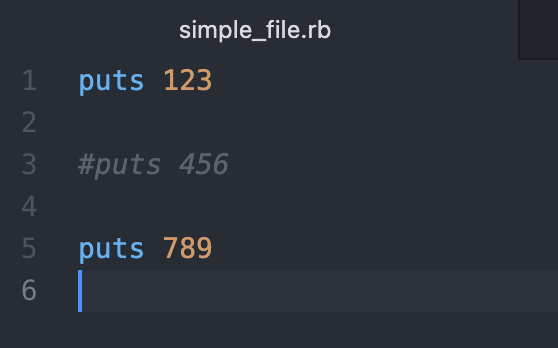 simple_file.rb
1 puts 123
2
3 #puts 456
4
5 puts 789
6